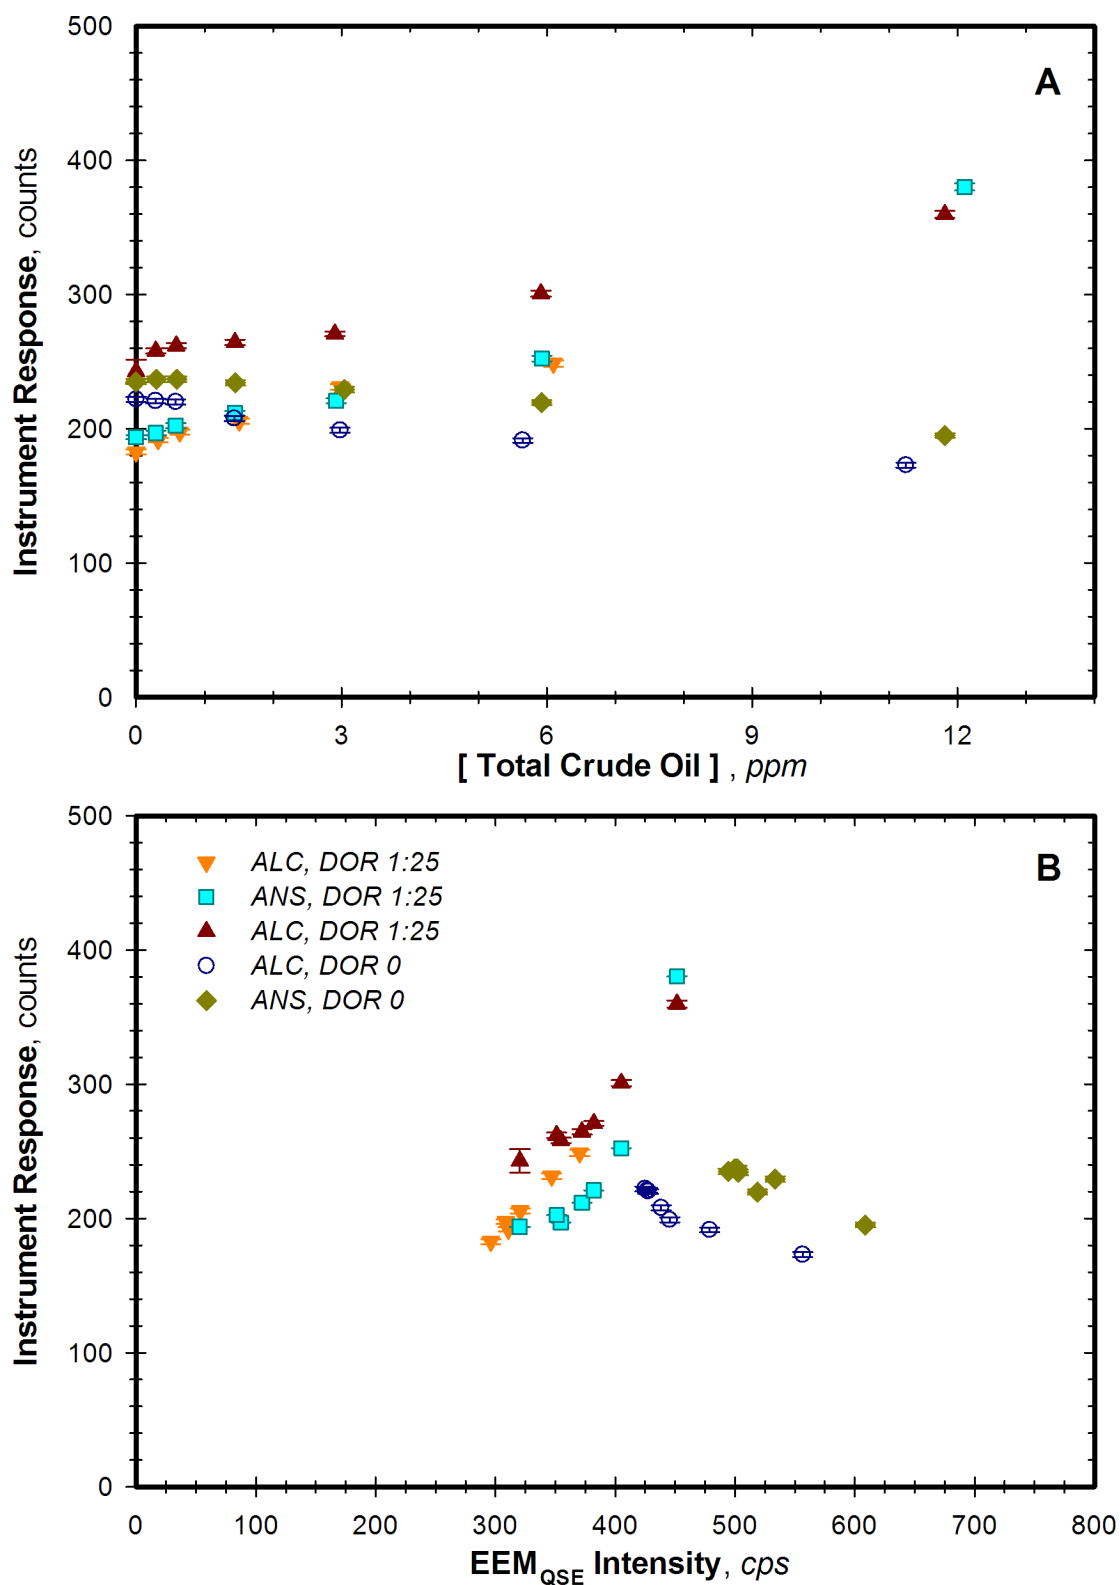 500
A
400
300
200
100
0
Instrument Response, counts
0 3 6 9 12
[ Total Crude Oil ] , ppm
500
B
ALC, DOR 1:25
ANS, DOR 1:25
ALC, DOR 1:25
ALC, DOR 0
ANS, DOR 0
400
300
200
100
0
Instrument Response, counts
0 100 200 300 400 500 600 700 800
EEMQSE Intensity, cps